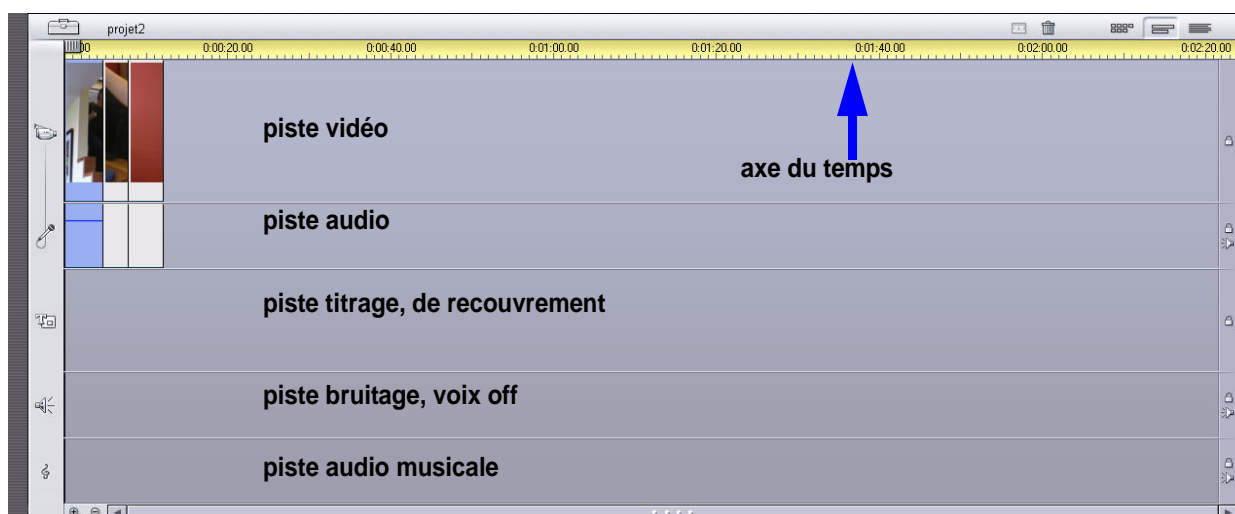 projet2
0:00:20.00 0:00:40.00 0:01:00.00 0:01:20.00 0:01:40.00 0:02:00.00 0:02:20.00
piste vidéo
axe du temps
piste audio
piste titrage, de recouvrement
piste bruitage, voix off
piste audio musicale